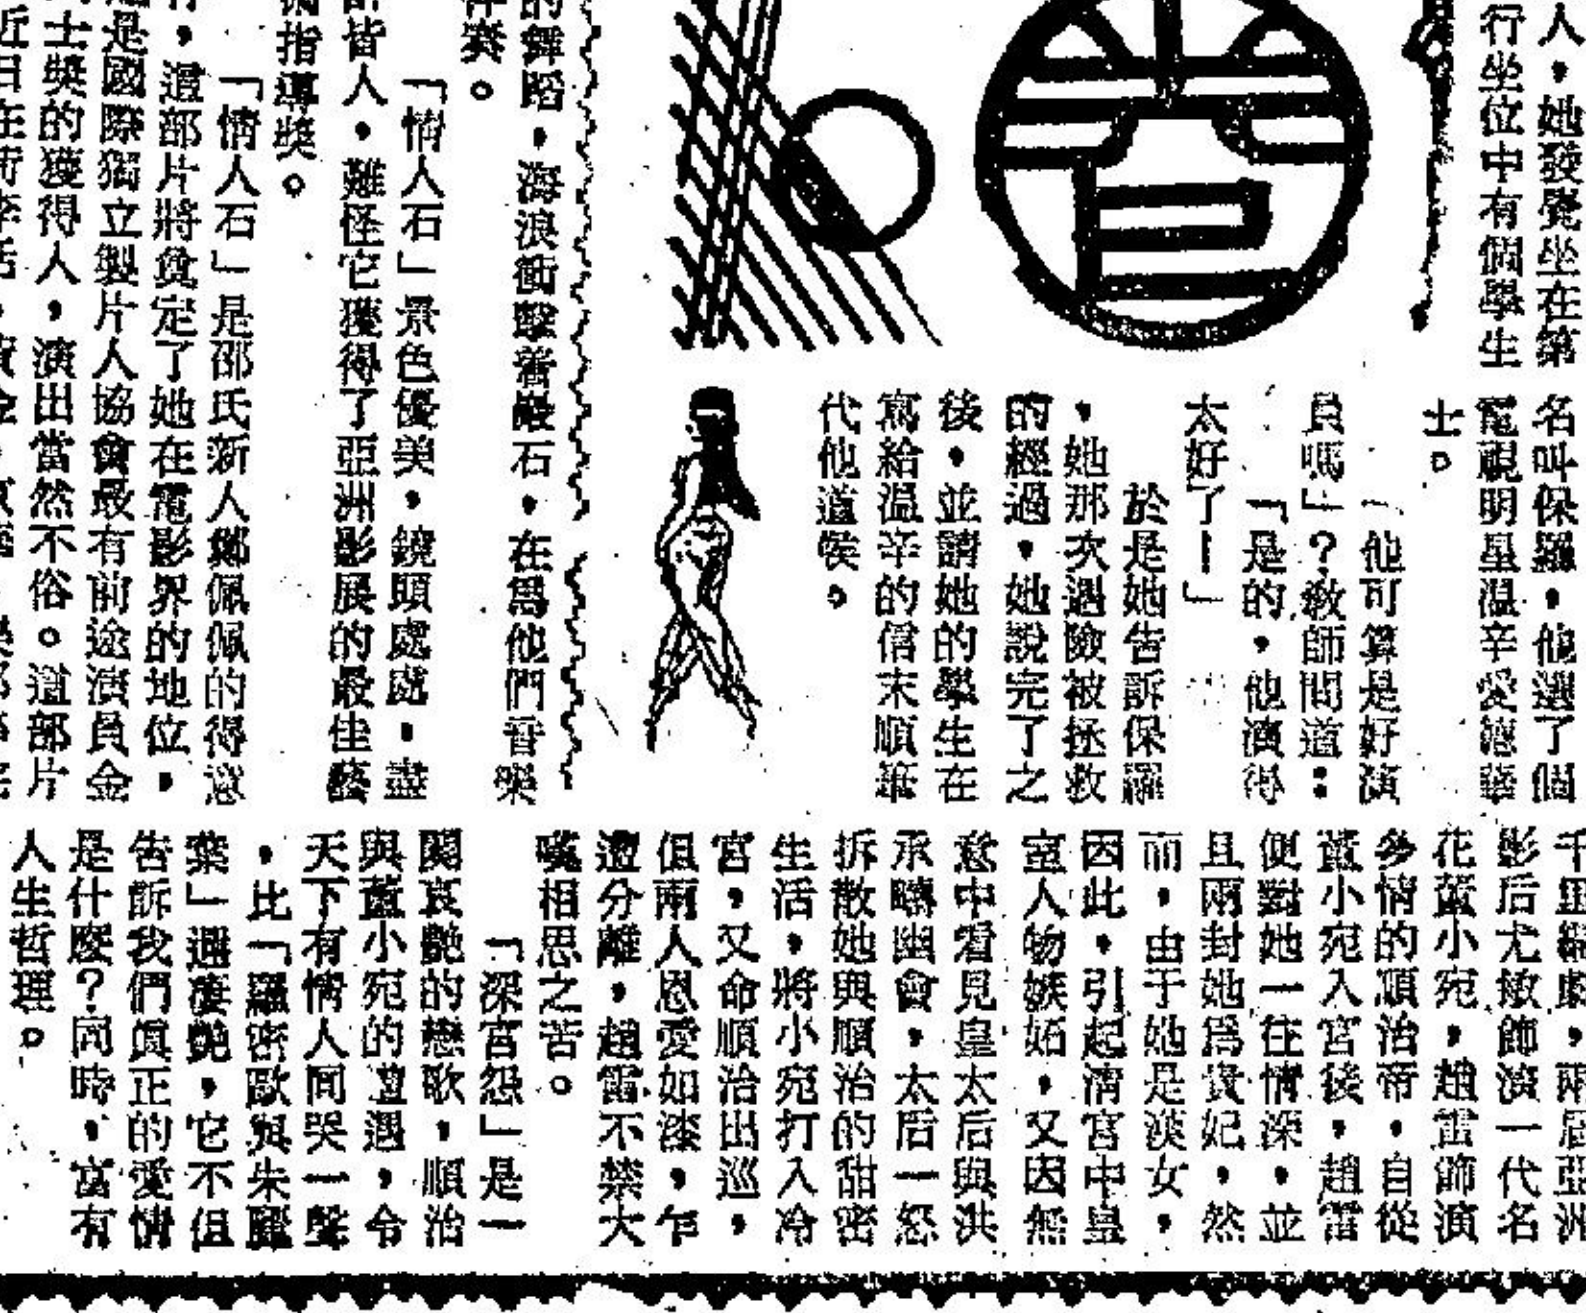 人，她發覺坐在第
行坐位中有個學生
名叫保羅，他選了個
電視明星溫辛愛德華
士。
「他可算是好演
員嗎」？敎師問道：
「是的，他演得
太好了—」
於是她告訴保羅
，她那次遇險被拯救
的經過，她說完了之
後，並請她的學生在
寫給溫辛的信末順筆
代他道候。
的舞蹈，海浪衝擊着巖石，在爲他們音樂
伴奏。
「情人石」景色優美，鏡頭處處，盡
皆人，難怪它獲得了亞洲影展的最佳藝
術指導獎。
「情人石」是邵氏新人鄭佩佩的得意
，這部片將奠定了她在電影界的地位，
是國際獨立製片人協會最有前途演員金
士獎的獲得人，演出當然不俗。這部片
近日在
千里，兩屆亞洲
影后尤敏飾演一代名
花董小宛，趙雷飾演
多情的順治帝，自從
董小宛入宮後，趙雷
便對她一往情深，並
且兩封她爲貴妃，然
而，由于她是漢女，
因此，引起淸宮中皇
室人物嫉妬，又因無
意中看見皇太后與洪
承疇幽會，太后一怒
拆散她與順治的甜密
生活，將小宛打入冷
宮，又命順治出巡，
但兩人恩愛如漆，乍
遭分離，趙雷不禁大
嘆相思之苦。
「深宮怨」是一
闋哀艷的戀歌，順治
與董小宛的遭遇，令
天下有情人同哭一聲
，比「羅密歐與朱麗
葉」還凄艷，它不但
告訴我們眞正的愛情
是什麼？同時，富有
人生哲理。